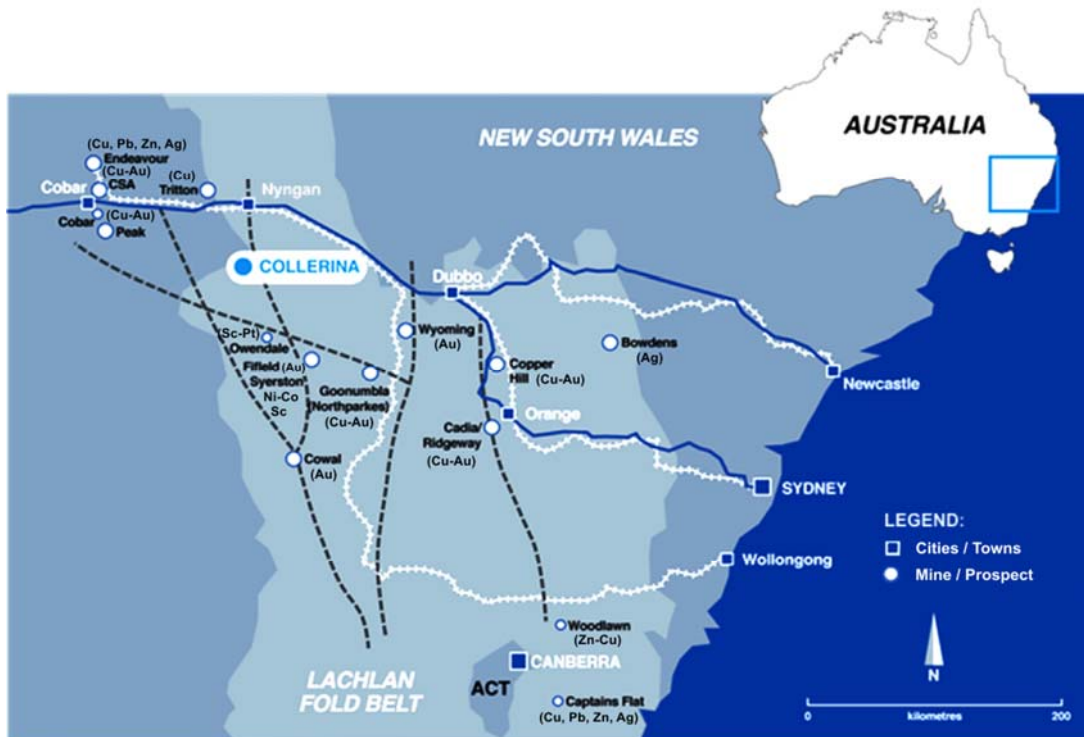 AUSTRALIA
NEW SOUTH WALES
(Cu, Pb, Zn, Ag)
Endeavour
(Cu-Au)
CSA
Cobar
(Cu)
Tritton
Nyngan
Cobar
(Cu-Au)
Peak
COLLERINA
Dubbo
(Sc-Pt)
Owendale
Wyoming
(Au)
Bowdens
(Ag)
Fifield (Au)
Syerston
Ni-Co
Sc
Goonumbla
(Northparkes)
(Cu-Au)
Copper
Hill (Cu-Au)
Newcastle
Orange
Cadia/
Ridgeway
(Cu-Au)
Cowal
(Au)
SYDNEY
LEGEND:
Cities / Towns
Mine / Prospect
Wollongong
Woodlawn
(Zn-Cu)
CANBERRA
ACT
LACHLAN
FOLD BELT
Captains Flat
(Cu, Pb, Zn, Ag)
N
0
kilometres
200